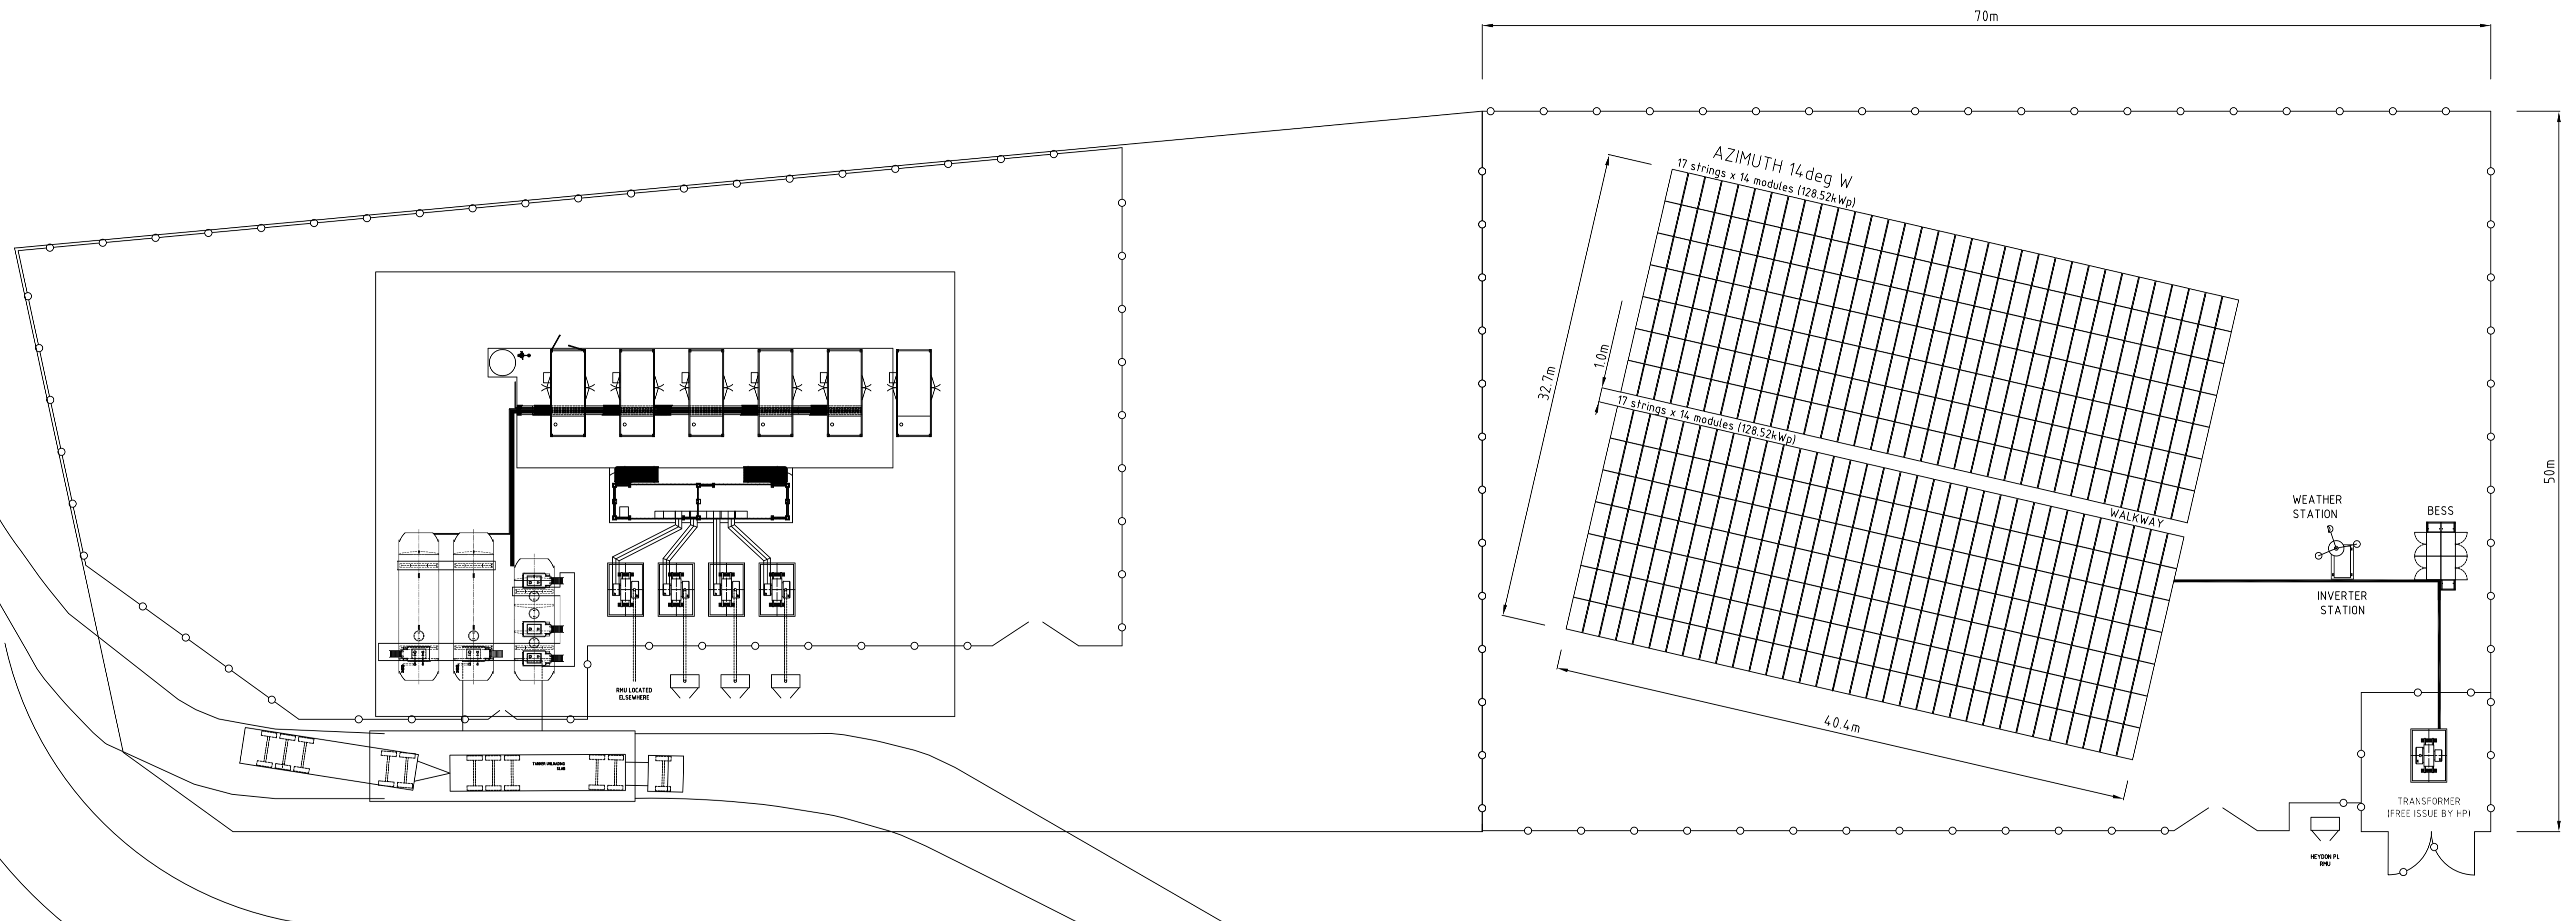 70m
AZIMUTH 14deg W
17 strings x 14 modules (128.52kWp)
1.0m
32.7m
17 strings x 14 modules (128.52kWp)
50m
WALKWAY
WEATHER
STATION
BESS
INVERTER
STATION
RMU LOCATED
ELSEWHERE
40.4m
TANKER UNLOADING
SLAB
TRANSFORMER
(FREE ISSUE BY HP)
HEYDON PL
RMU